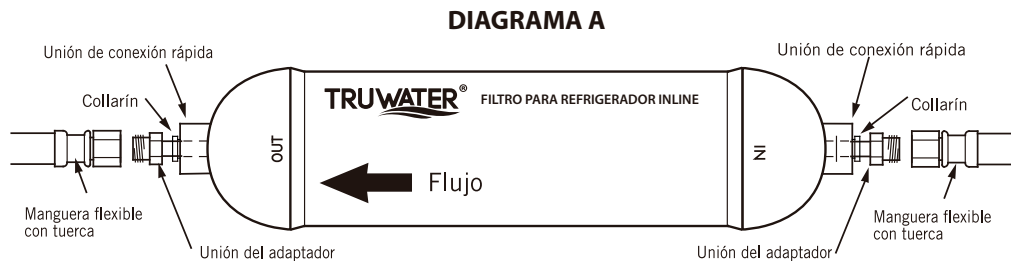 DIAGRAMA A
Unión de conexión rápida
Unión de conexión rápida
Collarín
Collarín
TRUWATER® FILTRO PARA REFRIGERADOR INLINE
OUT
IN
Flujo
Manguera flexible
con tuerca
Unión del adaptador
Unión del adaptador
Manguera flexible
con tuerca